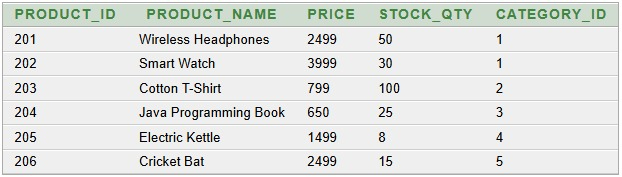 PRODUCT_ID PRODUCT_NAME PRICE STOCK_QTY CATEGORY_ID
201 Wireless Headphones 2499 50 1
202 Smart Watch 3999 30 1
203 Cotton T-Shirt 799 100 2
204 Java Programming Book 650 25 3
205 Electric Kettle 1499 8 4
206 Cricket Bat 2499 15 5